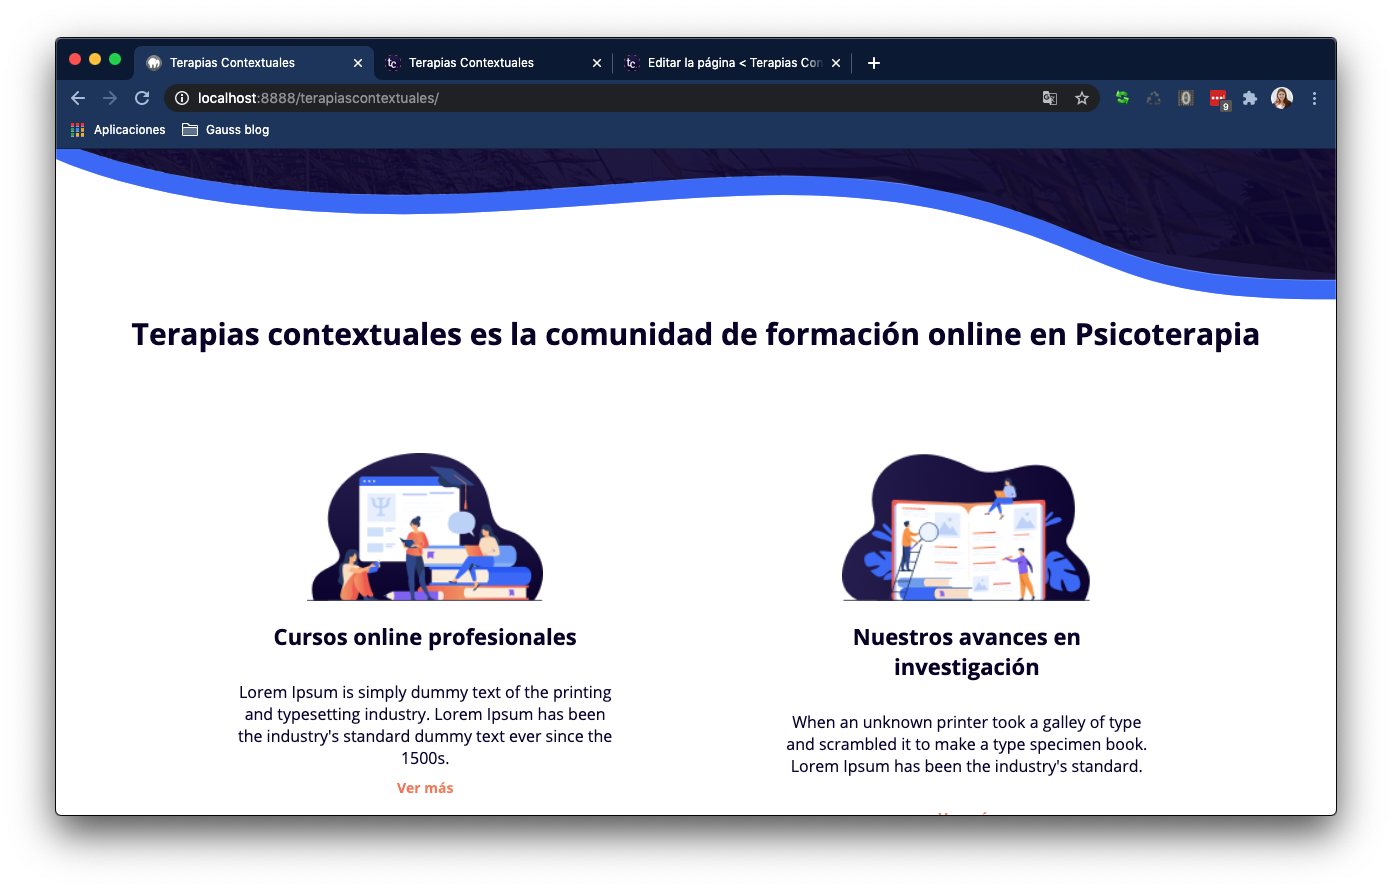 Terapias Contextuales
Terapias Contextuales
Editar la página < Terapias Con
localhost:8888/terapiascontextuales/
9
Aplicaciones
Gauss blog
Terapias contextuales es la comunidad de formación online en Psicoterapia
Cursos online profesionales
Lorem Ipsum is simply dummy text of the printing
and typesetting industry. Lorem Ipsum has been
the industry's standard dummy text ever since the
1500s.
Ver más
Nuestros avances en
investigación
When an unknown printer took a galley of type
and scrambled it to make a type specimen book.
Lorem Ipsum has been the industry's standard.